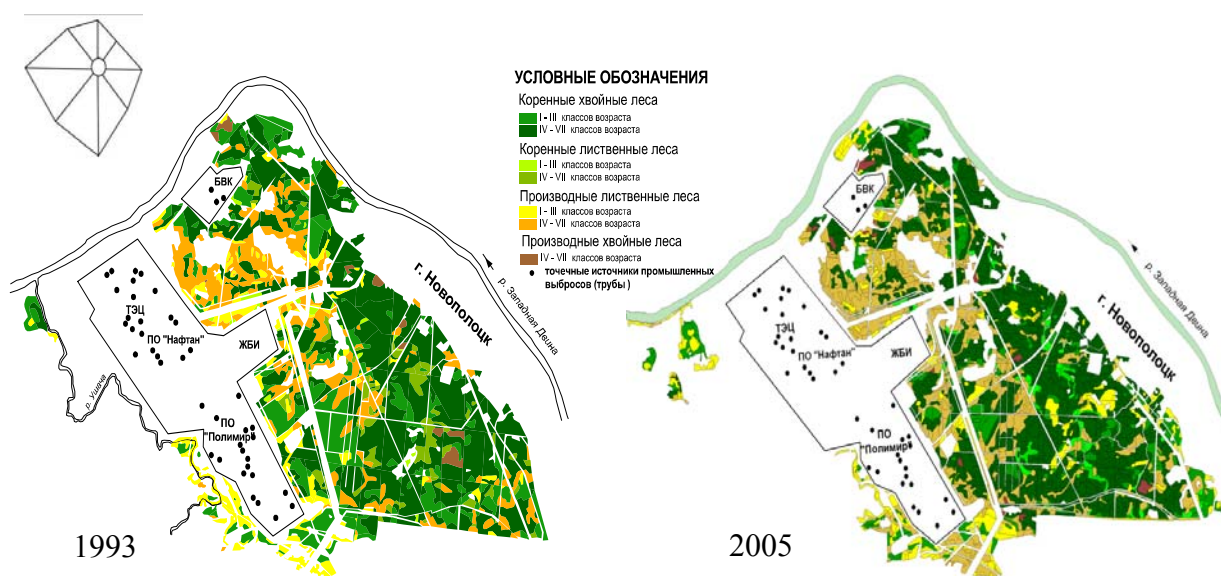 УСЛОВНЫЕ ОБОЗНАЧЕНИЯ
Коренные хвойные леса
I - III классов возраста
IV - VII классов возраста
Коренные лиственные леса
I - III классов возраста
IV - VII классов возраста
Производные лиственные леса
I - III классов возраста
IV - VII классов возраста
Производные хвойные леса
IV - VII классов возраста
точечные источники промышленных
выбросов (трубы )
БВК
ТЭЦ
ПО "Нафтан"
ЖБИ
ПО
"Полимир"
р. Ушача
г. Новополоцк
р. Западная Двина
1993
БВК
ТЭЦ
ПО "Нафтан"
ЖБИ
ПО
"Полимир"
г. Новополоцк
р. Западная Двина
2005